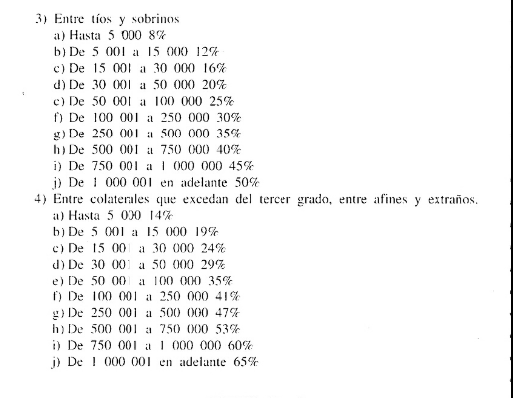 3) Entre tíos y sobrinos
a) Hasta 5 000 8%
b) De 5 001 a 15 000 12%
c) De 15 001 a 30 000 16%
d) De 30 001 a 50 000 20%
e) De 50 001 a 100 000 25%
f) De 100 001 a 250 000 30%
g) De 250 001 a 500 000 35%
h) De 500 001 a 750 000 40%
i) De 750 001 a 1 000 000 45%
j) De 1 000 001 en adelante 50%
4) Entre colaterales que excedan del tercer grado, entre afines y extraños.
a) Hasta 5 000 14%
b) De 5 001 a 15 000 19%
c) De 15 001 a 30 000 24%
d) De 30 001 a 50 000 29%
e) De 50 001 a 100 000 35%
f) De 100 001 a 250 000 41%
g) De 250 001 a 500 000 47%
h) De 500 001 a 750 000 53%
i) De 750 001 a 1 000 000 60%
j) De 1 000 001 en adelante 65%